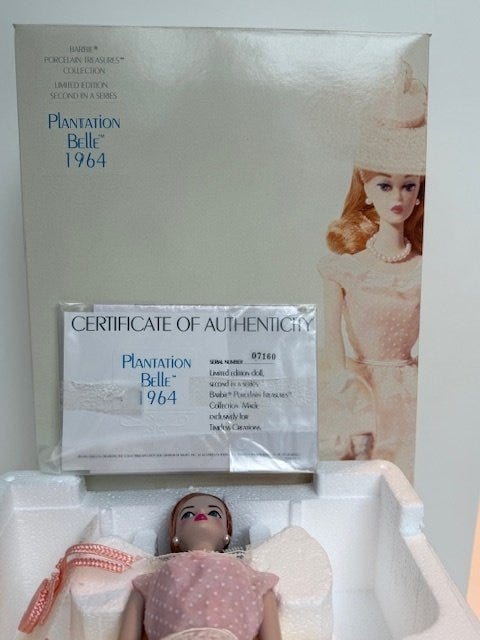 BARBIE®
PORCELAIN TREASURES™
COLLECTION
LIMITED EDITION
SECOND IN A SERIES
PLANTATION
BELLE™
1964
CERTIFICATE OF AUTHENTICITY
PLANTATION
BELLE™
1964
SERIAL NUMBER 07160
LIMITED EDITION DOLL,
SECOND IN A SERIES
BARBIE® PORCELAIN TREASURES™
COLLECTION. MADE
EXCLUSIVELY FOR
TIMELESS CREATIONS.